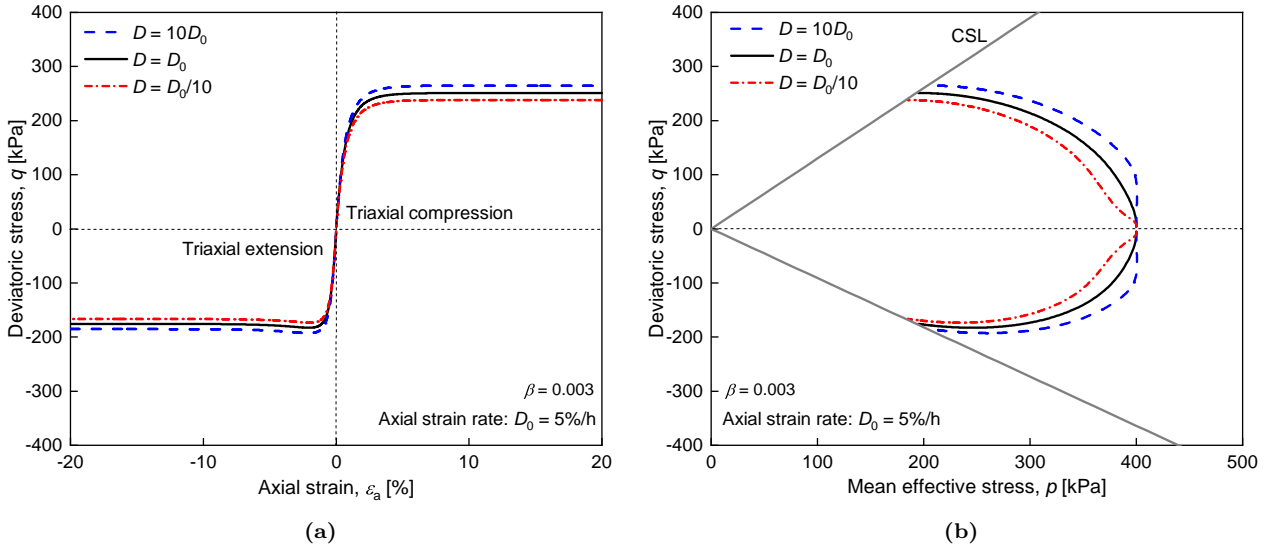 400
300
200
100
0
-100
-200
-300
-400
Deviatoric stress, q [kPa]
D = 10D₀
D = D₀
D = D₀/10
Triaxial compression
Triaxial extension
β = 0.003
Axial strain rate: D₀ = 5%/h
-20
-10
0
10
20
Axial strain, εₐ [%]
(a)
400
300
200
100
0
-100
-200
-300
-400
Deviatoric stress, q [kPa]
D = 10D₀
D = D₀
D = D₀/10
CSL
β = 0.003
Axial strain rate: D₀ = 5%/h
0
100
200
300
400
500
Mean effective stress, p [kPa]
(b)